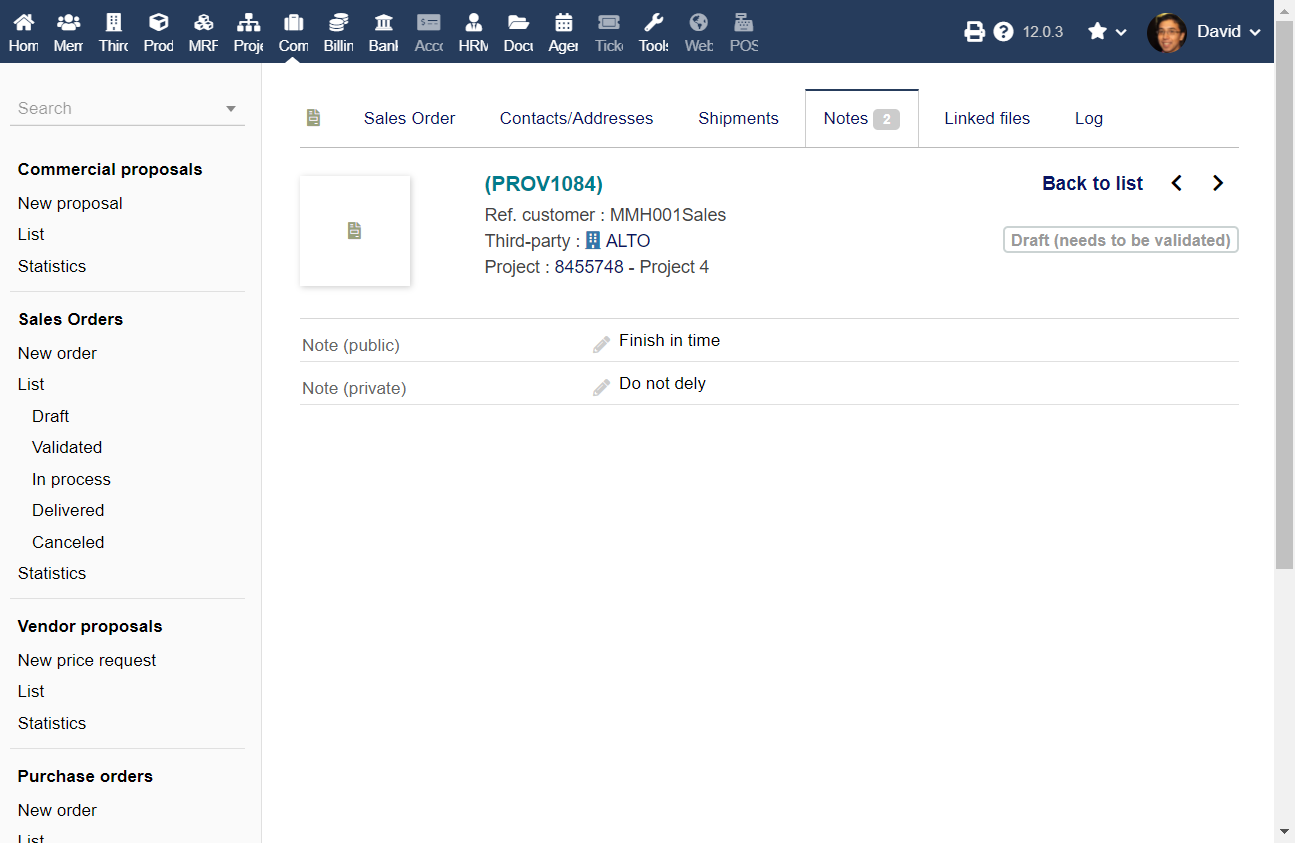 Hom Mem Thirc Prod MRF Proje Com Billin Bank Acco HRM Docu Agen Ticke Tools Web POS 12.0.3 David
Search
Commercial proposals
New proposal
List
Statistics
Sales Orders
New order
List
Draft
Validated
In process
Delivered
Canceled
Statistics
Vendor proposals
New price request
List
Statistics
Purchase orders
New order
List
Sales Order Contacts/Addresses Shipments Notes 2 Linked files Log
(PROV1084) Back to list
Ref. customer : MMH001Sales
Third-party : ALTO
Draft (needs to be validated)
Project : 8455748 - Project 4
Note (public) Finish in time
Note (private) Do not dely